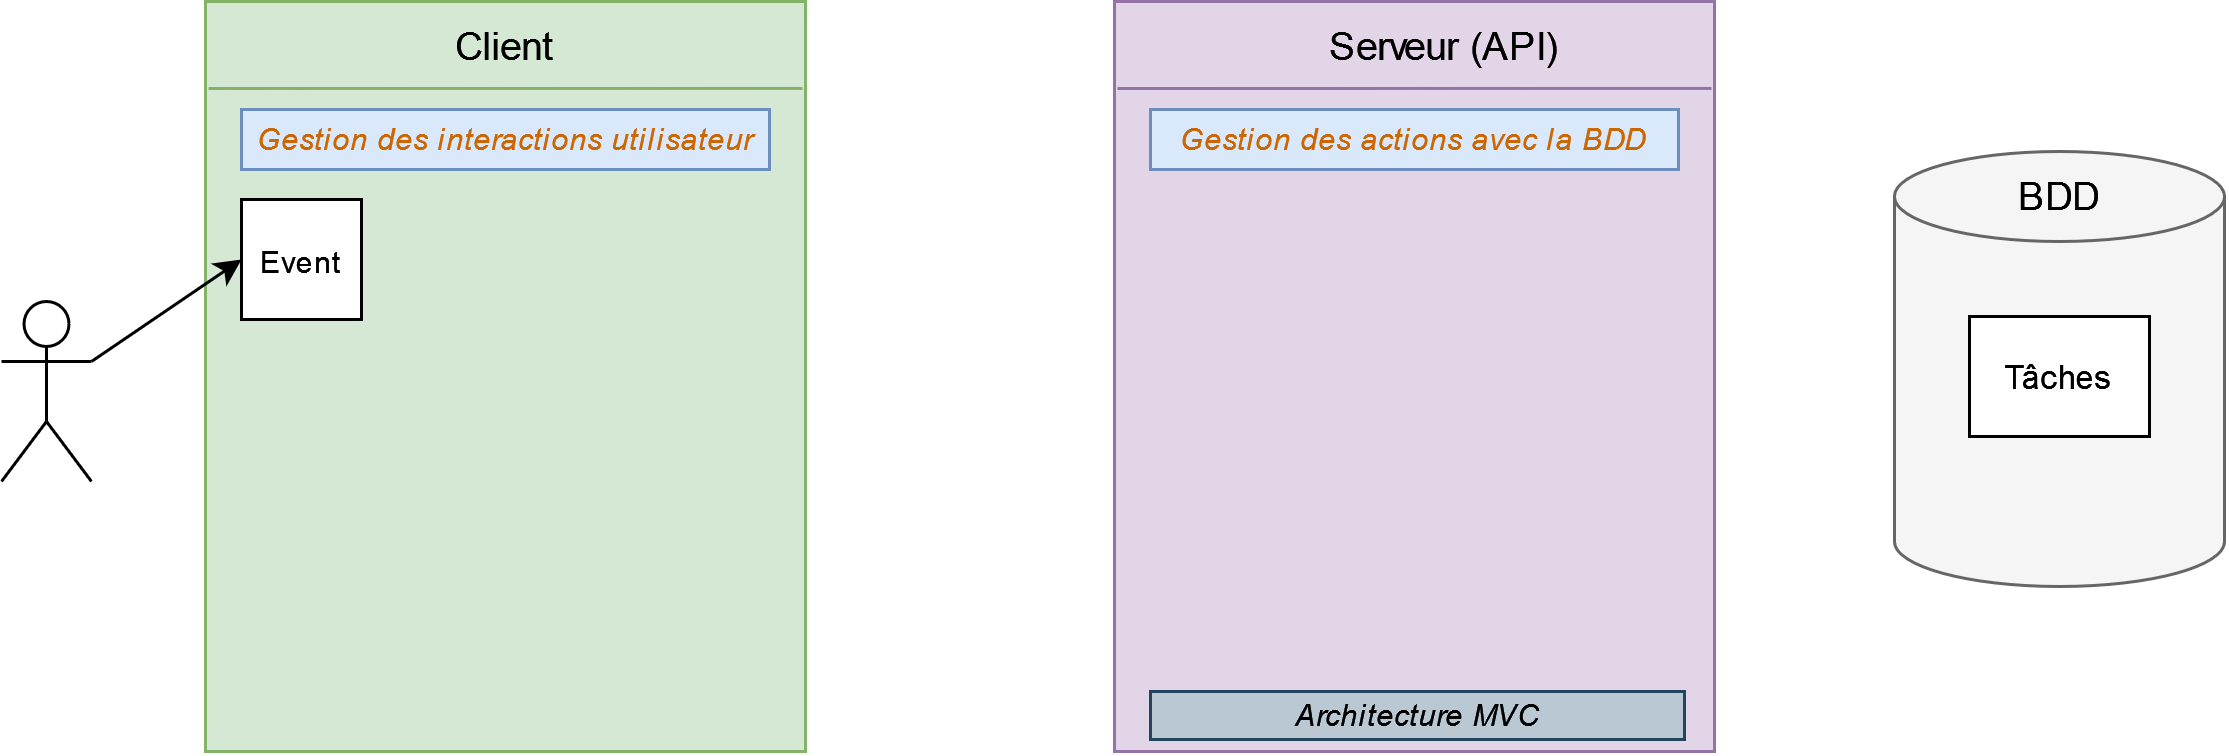 Client
Serveur (API)
Gestion des interactions utilisateur
Gestion des actions avec la BDD
BDD
Event
Tâches
Architecture MVC